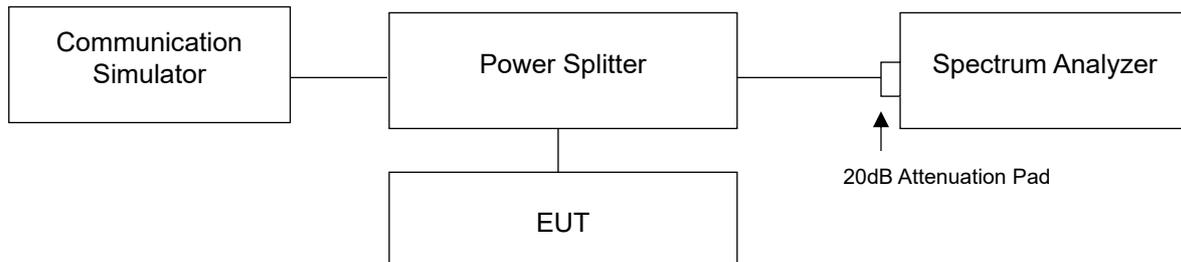 Communication
Simulator
Power Splitter
Spectrum Analyzer
20dB Attenuation Pad
EUT